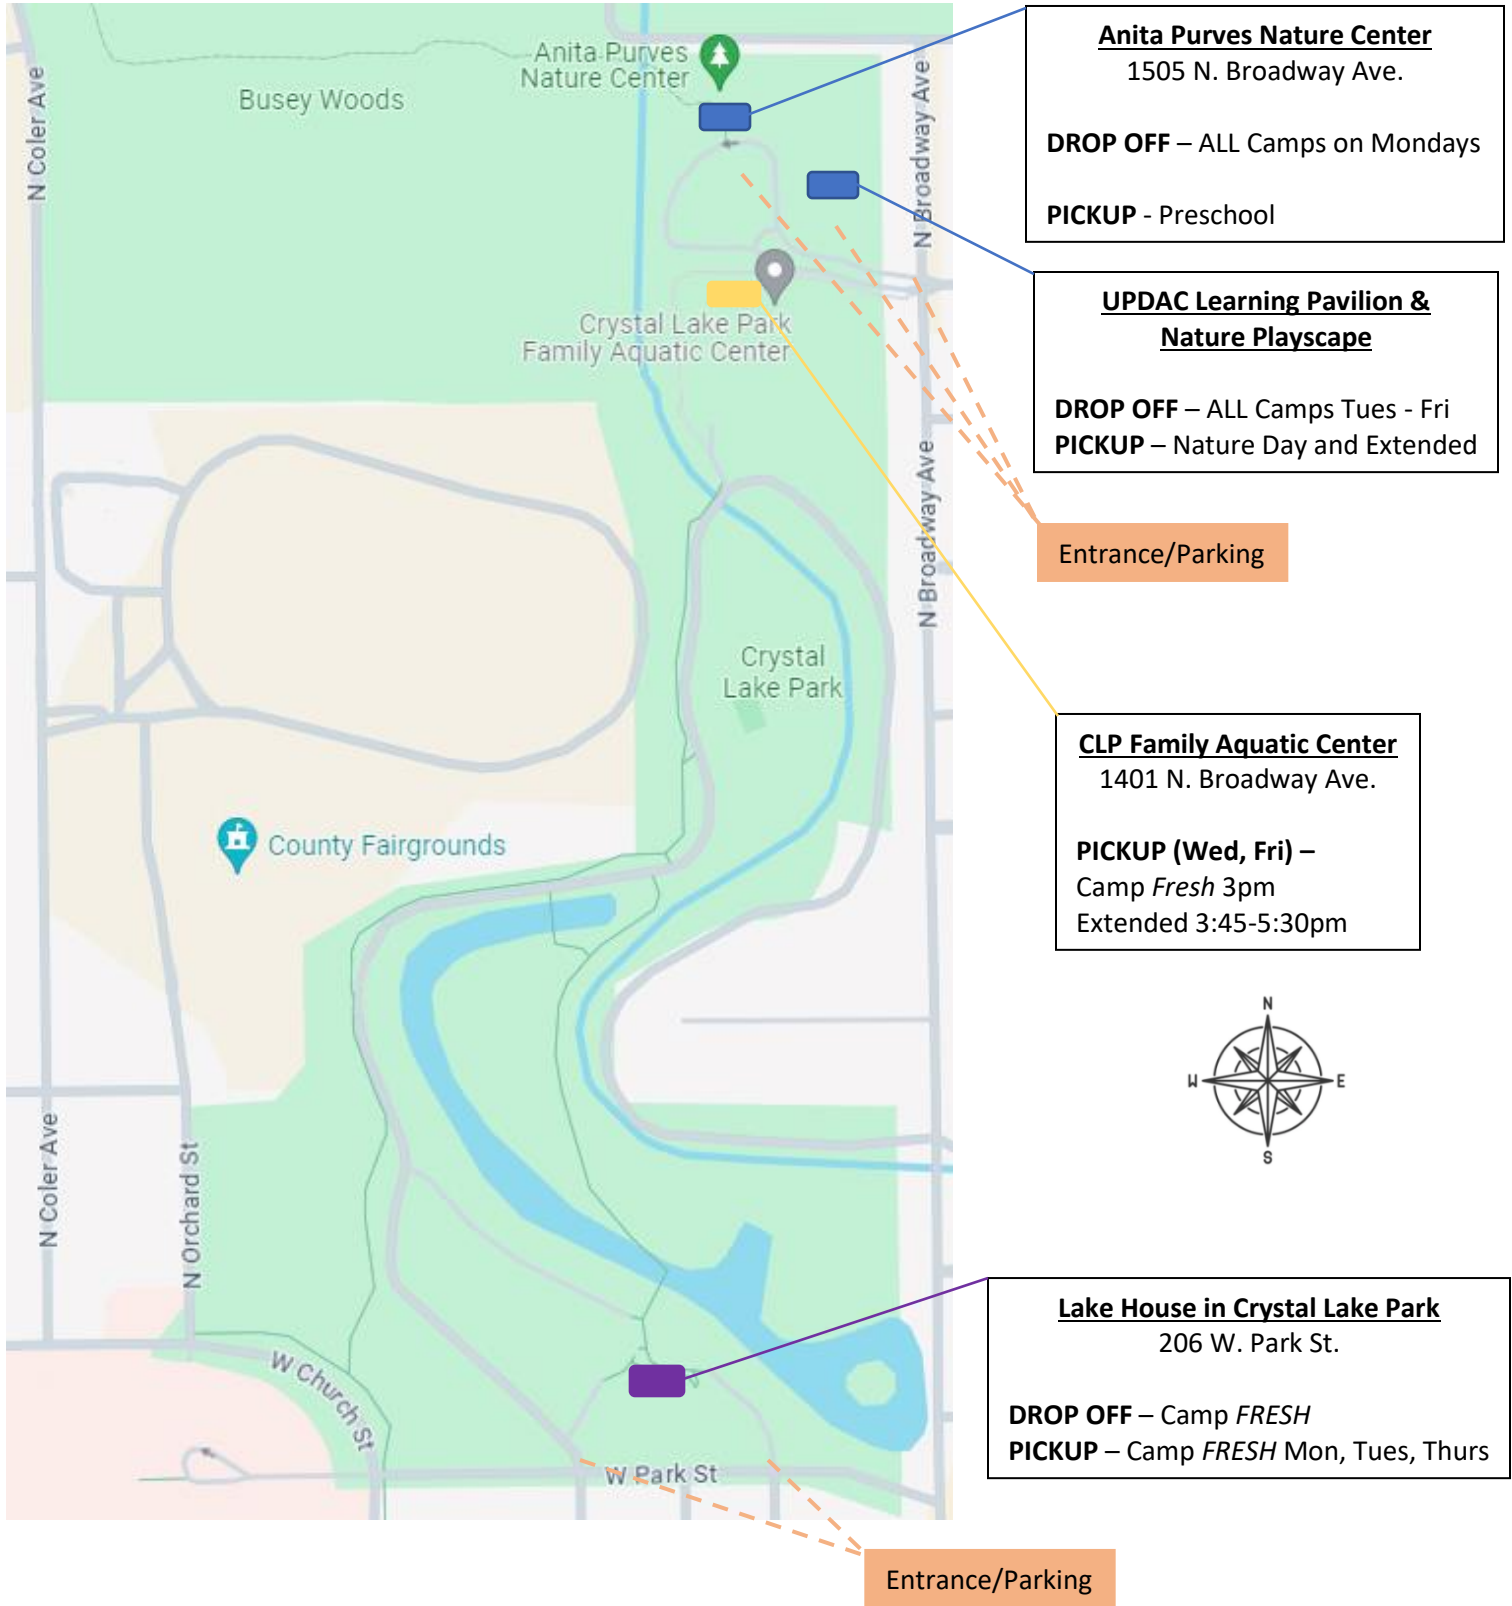 Anita Purves
Nature Center
Busey Woods
N Coler Ave
N Broadway Ave
Crystal Lake Park
Family Aquatic Center
N Broadway Ave
Crystal
Lake Park
County Fairgrounds
N Coler Ave
N Orchard St
W Church St
W Park St
Anita Purves Nature Center
1505 N. Broadway Ave.
DROP OFF – ALL Camps on Mondays
PICKUP - Preschool
UPDAC Learning Pavilion &
Nature Playscape
DROP OFF – ALL Camps Tues - Fri
PICKUP – Nature Day and Extended
Entrance/Parking
CLP Family Aquatic Center
1401 N. Broadway Ave.
PICKUP (Wed, Fri) –
Camp Fresh 3pm
Extended 3:45-5:30pm
N
W E
S
Lake House in Crystal Lake Park
206 W. Park St.
DROP OFF – Camp FRESH
PICKUP – Camp FRESH Mon, Tues, Thurs
Entrance/Parking